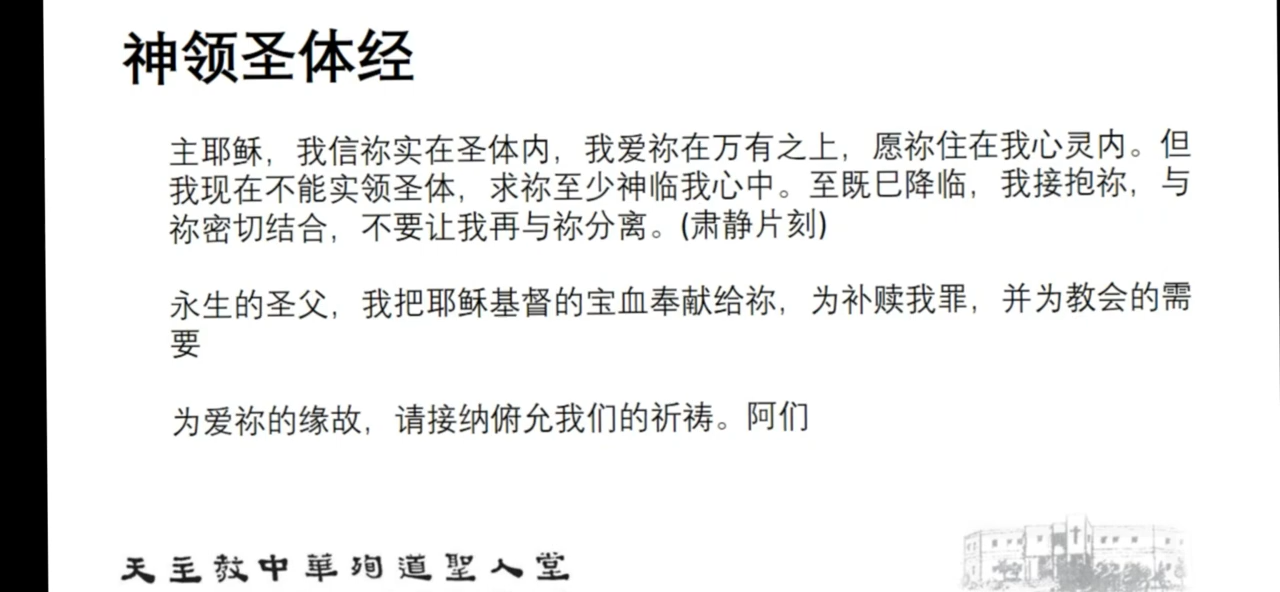 神领圣体经
主耶稣，我信祢实在圣体内，我爱祢在万有之上，愿祢住在我心灵内。但
我现在不能实领圣体，求祢至少神临我心中。至既巳降临，我接抱祢，与
祢密切结合，不要让我再与祢分离。(肃静片刻)
永生的圣父，我把耶稣基督的宝血奉献给祢，为补赎我罪，并为教会的需
要
为爱祢的缘故，请接纳俯允我们的祈祷。阿们
天主教中華殉道聖人堂